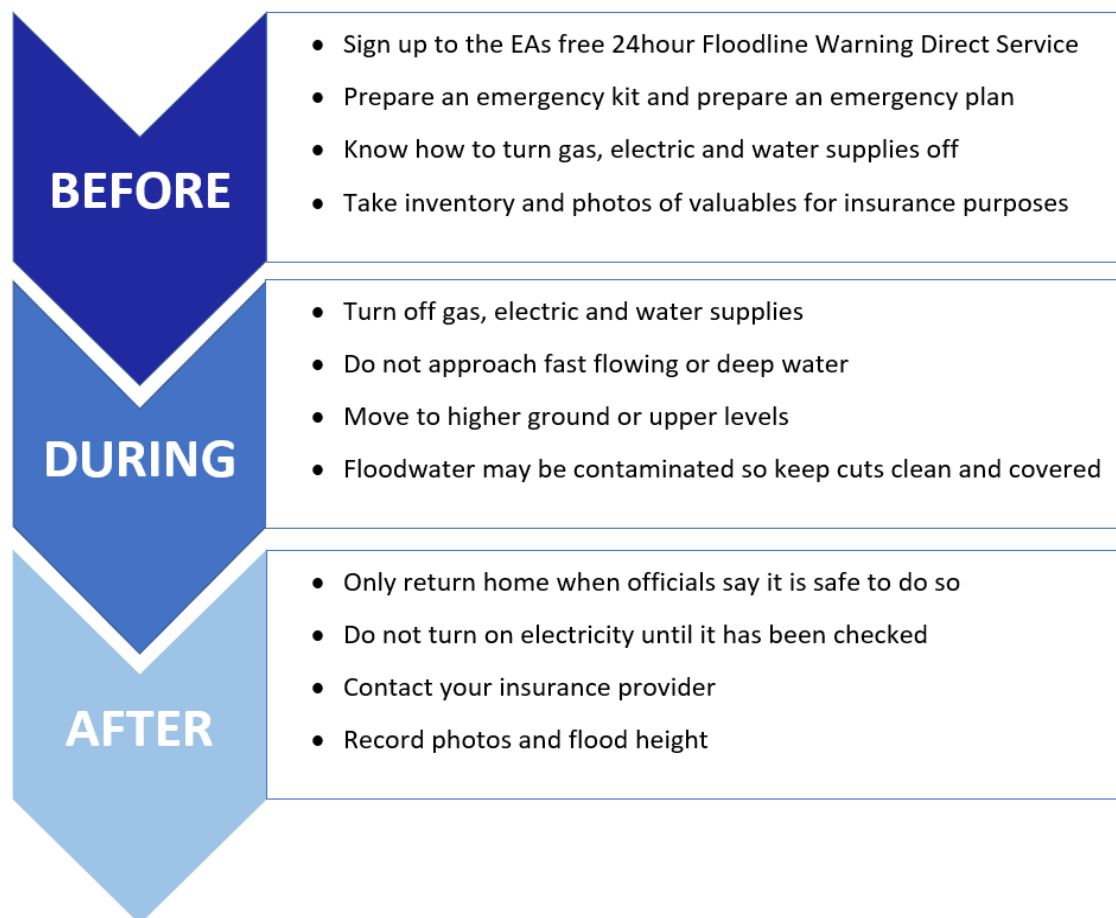 BEFORE
• Sign up to the EAs free 24hour Floodline Warning Direct Service
• Prepare an emergency kit and prepare an emergency plan
• Know how to turn gas, electric and water supplies off
• Take inventory and photos of valuables for insurance purposes
DURING
• Turn off gas, electric and water supplies
• Do not approach fast flowing or deep water
• Move to higher ground or upper levels
• Floodwater may be contaminated so keep cuts clean and covered
AFTER
• Only return home when officials say it is safe to do so
• Do not turn on electricity until it has been checked
• Contact your insurance provider
• Record photos and flood height